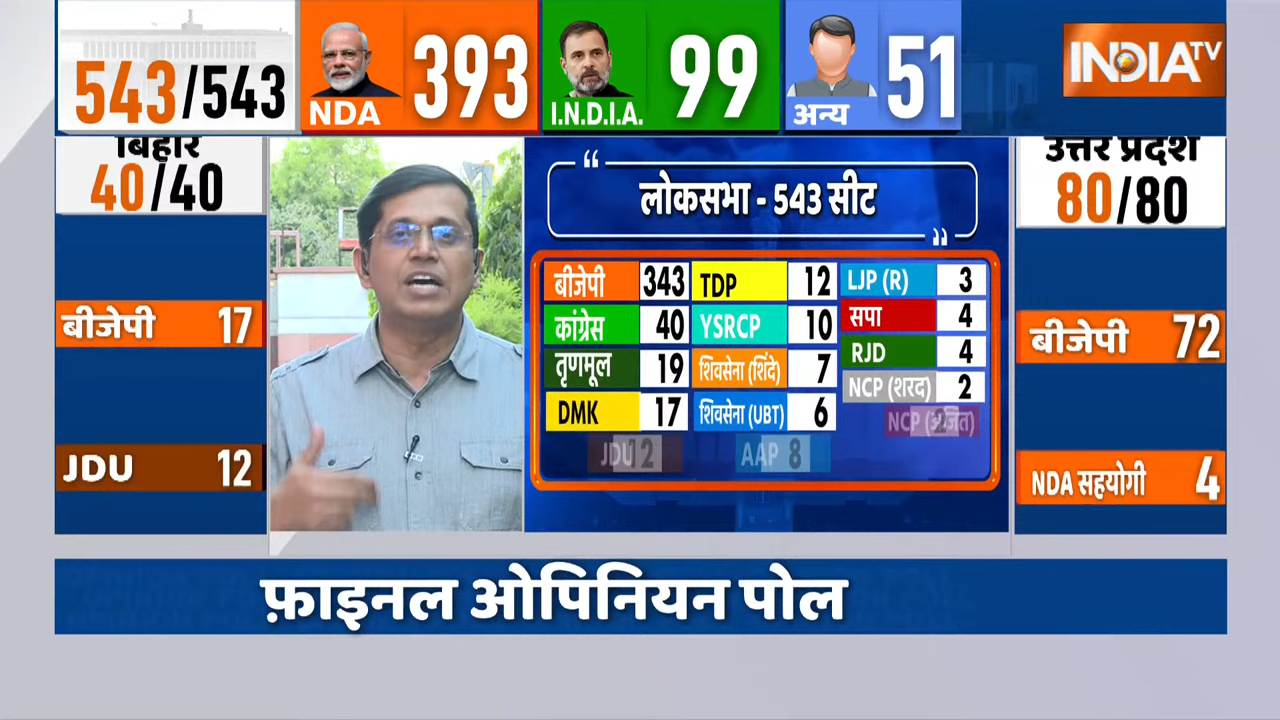 543/543
NDA
393
I.N.D.I.A.
99
अन्य
51
INDIA TV
बिहार
40/40
बीजेपी 17
JDU 12
“
लोकसभा - 543 सीट
”
बीजेपी 343
कांग्रेस 40
तृणमूल 19
DMK 17
JDU 12
TDP 12
YSRCP 10
शिवसेना (शिंदे) 7
शिवसेना (UBT) 6
AAP 8
LJP (R) 3
सपा 4
RJD 4
NCP (शरद) 2
NCP (अजित)
उत्तर प्रदेश
80/80
बीजेपी 72
NDA सहयोगी 4
फ़ाइनल ओपिनियन पोल